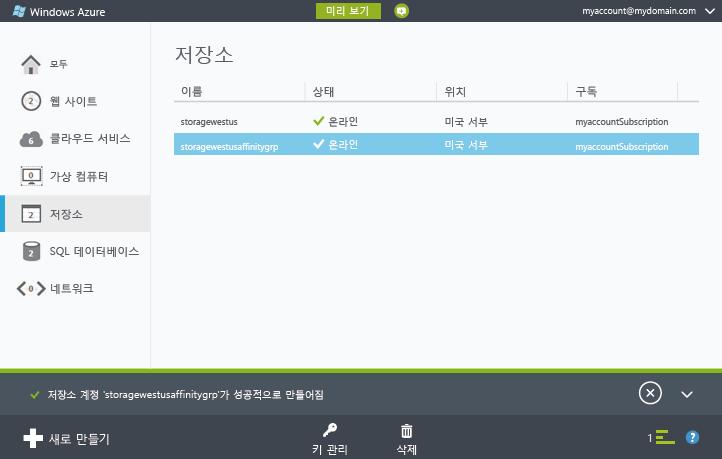 Windows Azure 미리 보기 myaccount@mydomain.com
모두
2 웹 사이트
6 클라우드 서비스
0 가상 컴퓨터
2 저장소
2 SQL 데이터베이스
0 네트워크
저장소
이름 상태 위치 구독
storagewestus 온라인 미국 서부 myaccountSubscription
storagewestusaffinitygrp 온라인 미국 서부 myaccountSubscription
저장소 계정 'storagewestusaffinitygrp'가 성공적으로 만들어짐
새로 만들기 키 관리 삭제 1 ?